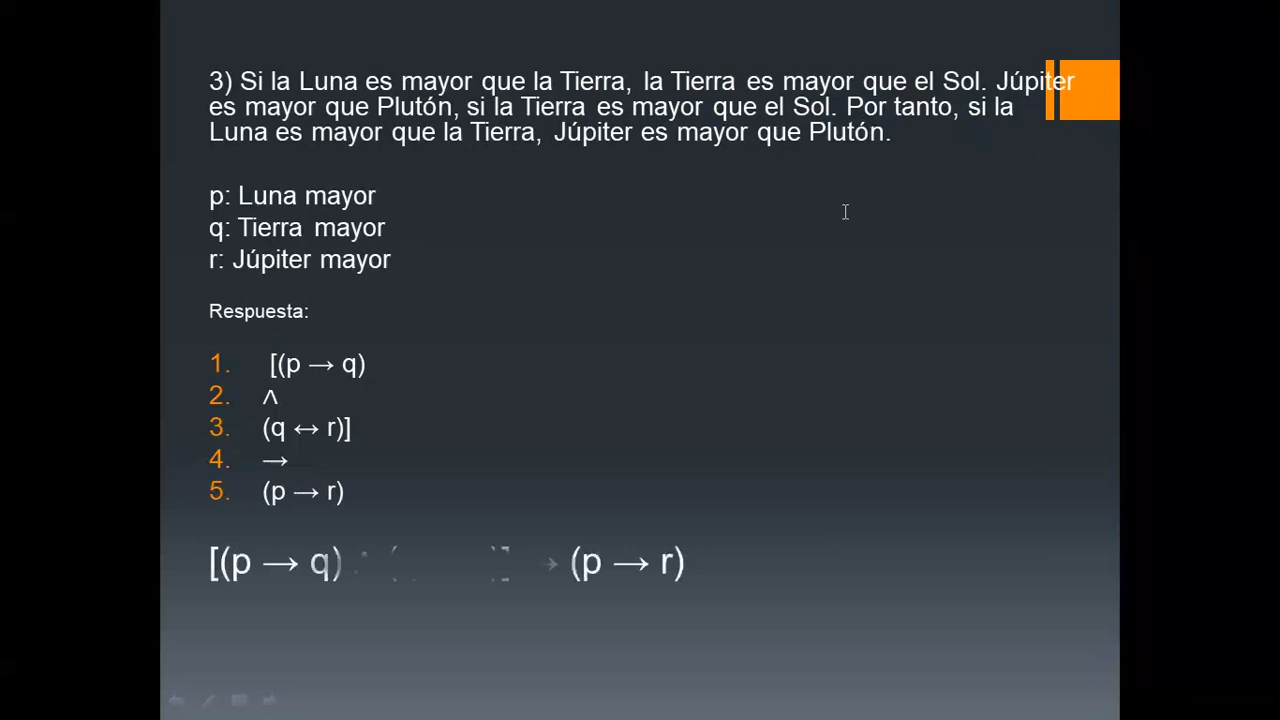 3) Si la Luna es mayor que la Tierra, la Tierra es mayor que el Sol. Júpiter
es mayor que Plutón, si la Tierra es mayor que el Sol. Por tanto, si la
Luna es mayor que la Tierra, Júpiter es mayor que Plutón.
p: Luna mayor
q: Tierra mayor
r: Júpiter mayor
Respuesta:
1. [(p → q)
2. ^
3. (q ↔ r)]
4. →
5. (p → r)
[(p → q) ( )] → (p → r)